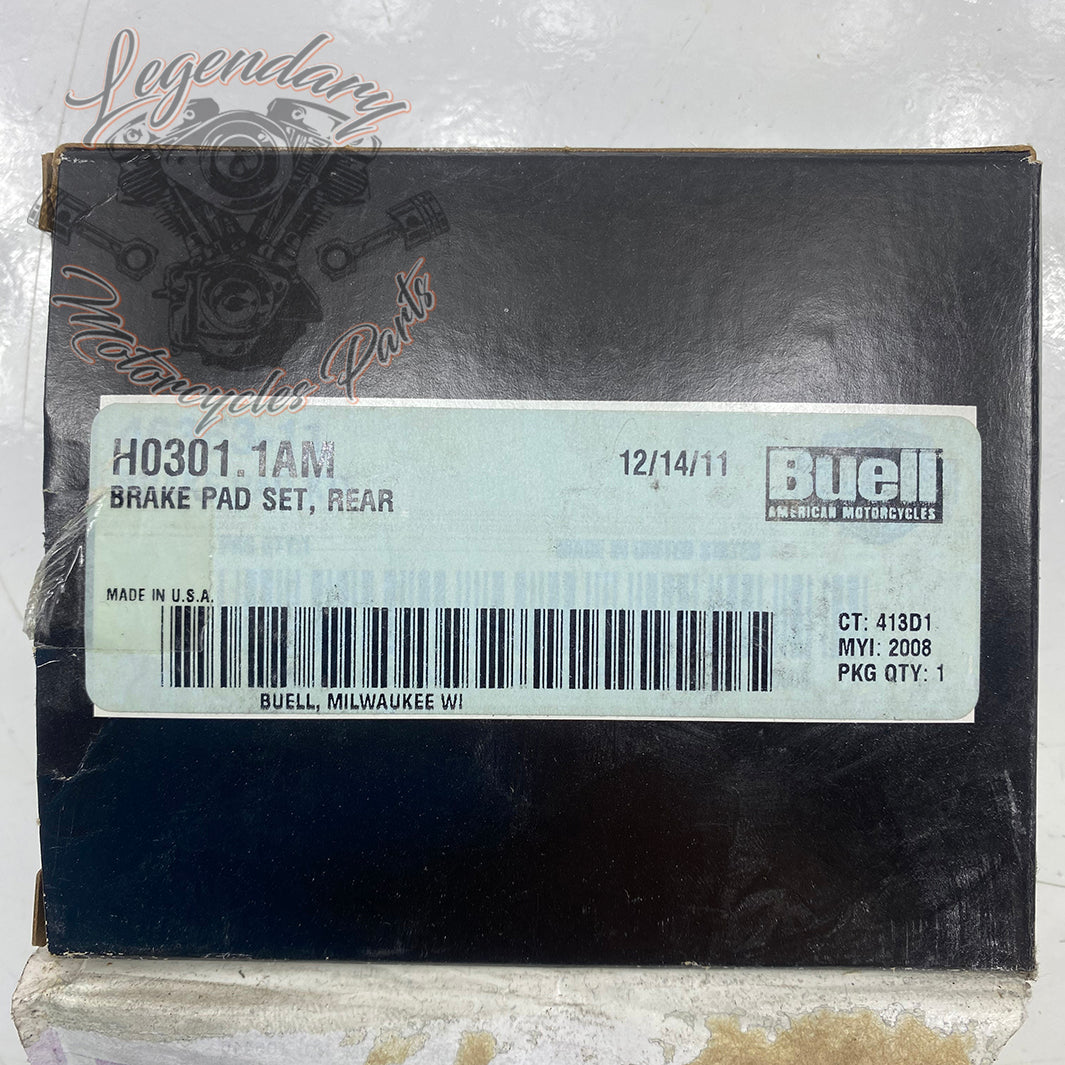 Legendary
Motorcycles Parts
H0301.1AM
12/14/11
Buell
AMERICAN MOTORCYCLES
BRAKE PAD SET, REAR
MADE IN U.S.A.
CT: 413D1
MYI: 2008
PKG QTY: 1
BUELL, MILWAUKEE WI